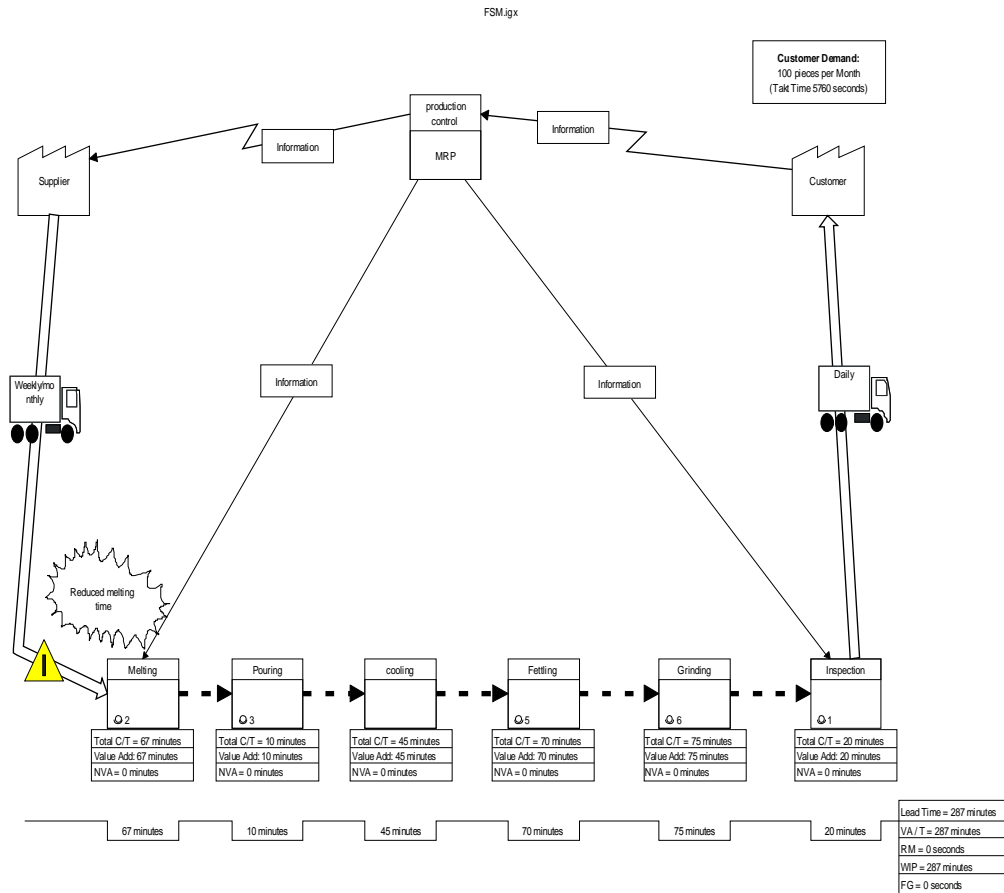 FSM.igx
Customer Demand:
100 pieces per Month
(Takt Time 5760 seconds)
production
control
MRP
Information
Information
Supplier
Customer
Information
Information
Weekly/mo
nthly
Daily
Reduced melting
time
I
Melting
Pouring
cooling
Fettling
Grinding
Inspection
2
3
5
6
1
Total C/T = 67 minutes
Value Add: 67 minutes
NVA = 0 minutes
Total C/T = 10 minutes
Value Add: 10 minutes
NVA = 0 minutes
Total C/T = 45 minutes
Value Add: 45 minutes
NVA = 0 minutes
Total C/T = 70 minutes
Value Add: 70 minutes
NVA = 0 minutes
Total C/T = 75 minutes
Value Add: 75 minutes
NVA = 0 minutes
Total C/T = 20 minutes
Value Add: 20 minutes
NVA = 0 minutes
67 minutes
10 minutes
45 minutes
70 minutes
75 minutes
20 minutes
Lead Time = 287 minutes
VA / T = 287 minutes
RM = 0 seconds
WIP = 287 minutes
FG = 0 seconds